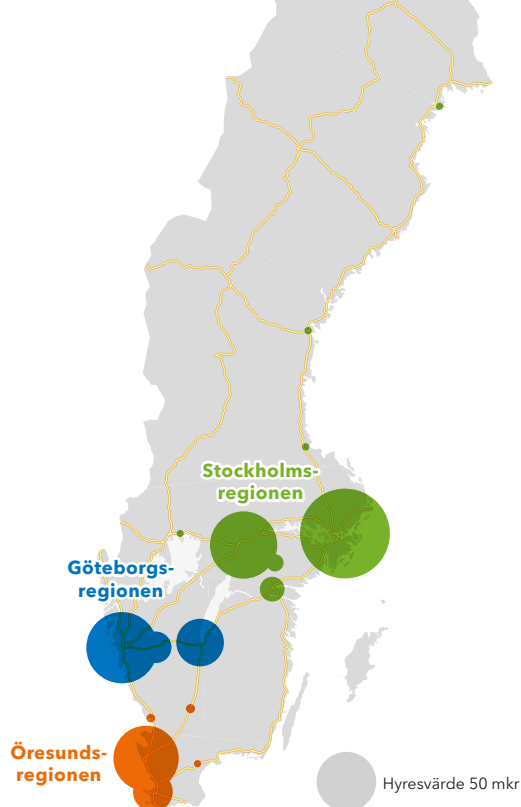 Stockholms-
regionen
Göteborgs-
regionen
Öresunds-
regionen
Hyresvärde 50 mkr